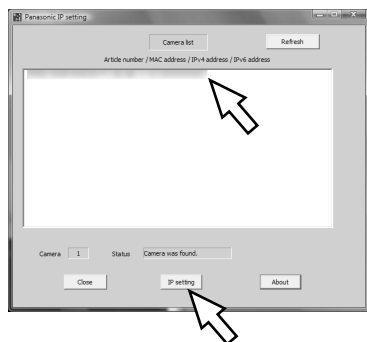 Panasonic IP setting
Camera list
Refresh
Article number / MAC address / IPv4 address / IPv6 address
Camera 1 Status Camera was found.
Close IP setting About